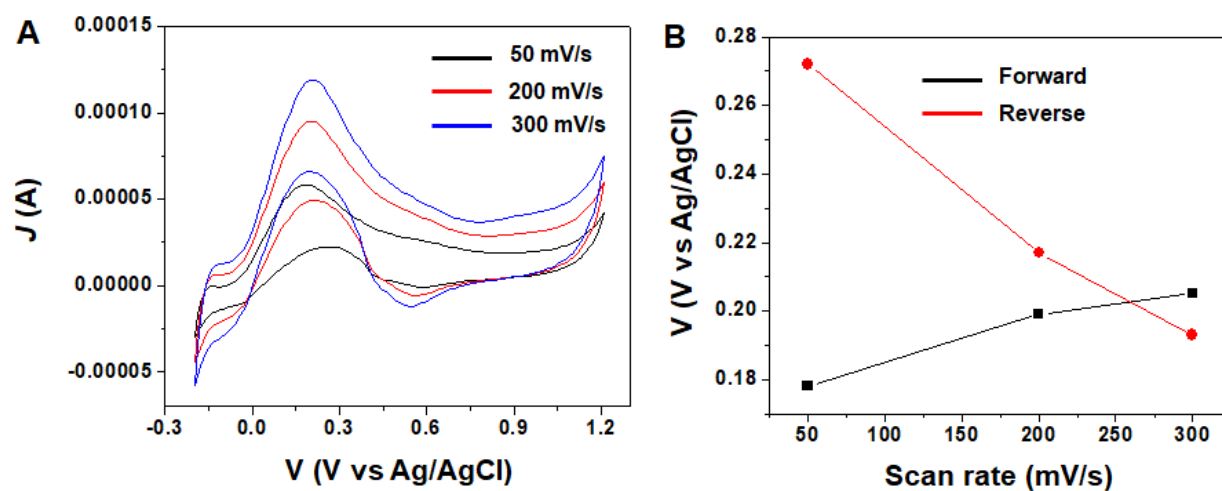 A
0.00015
0.00010
0.00005
0.00000
-0.00005
J (A)
50 mV/s
200 mV/s
300 mV/s
-0.3
0.0
0.3
0.6
0.9
1.2
V (V vs Ag/AgCl)
B
0.28
0.26
0.24
0.22
0.20
0.18
V (V vs Ag/AgCl)
Forward
Reverse
50
100
150
200
250
300
Scan rate (mV/s)